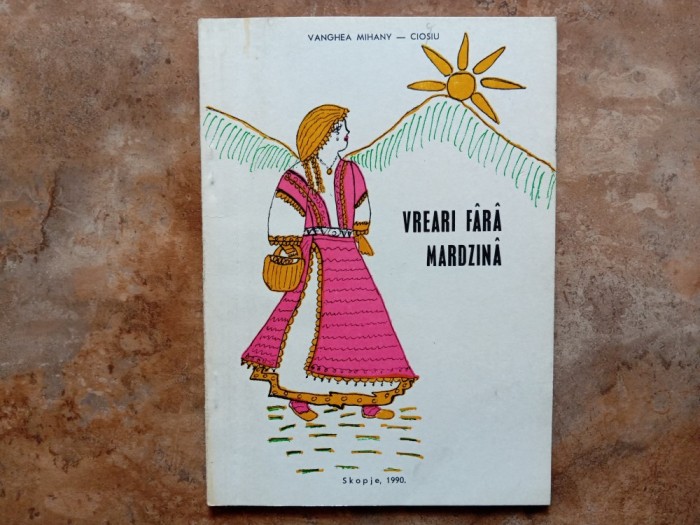 VANGHEA MIHANY — CIOSIU
VREARI FÂRÂ
MARDZINÂ
Skopje, 1990.